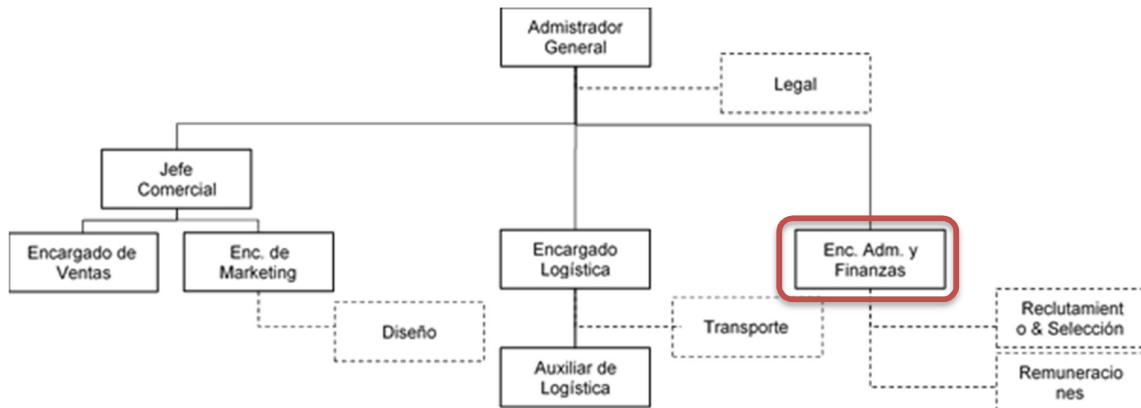 Admistrador
General
Legal
Jefe
Comercial
Encargado de
Ventas
Enc. de
Marketing
Encargado
Logística
Enc. Adm. y
Finanzas
Diseño
Transporte
Reclutamient
o & Selección
Auxiliar de
Logística
Remuneracio
nes